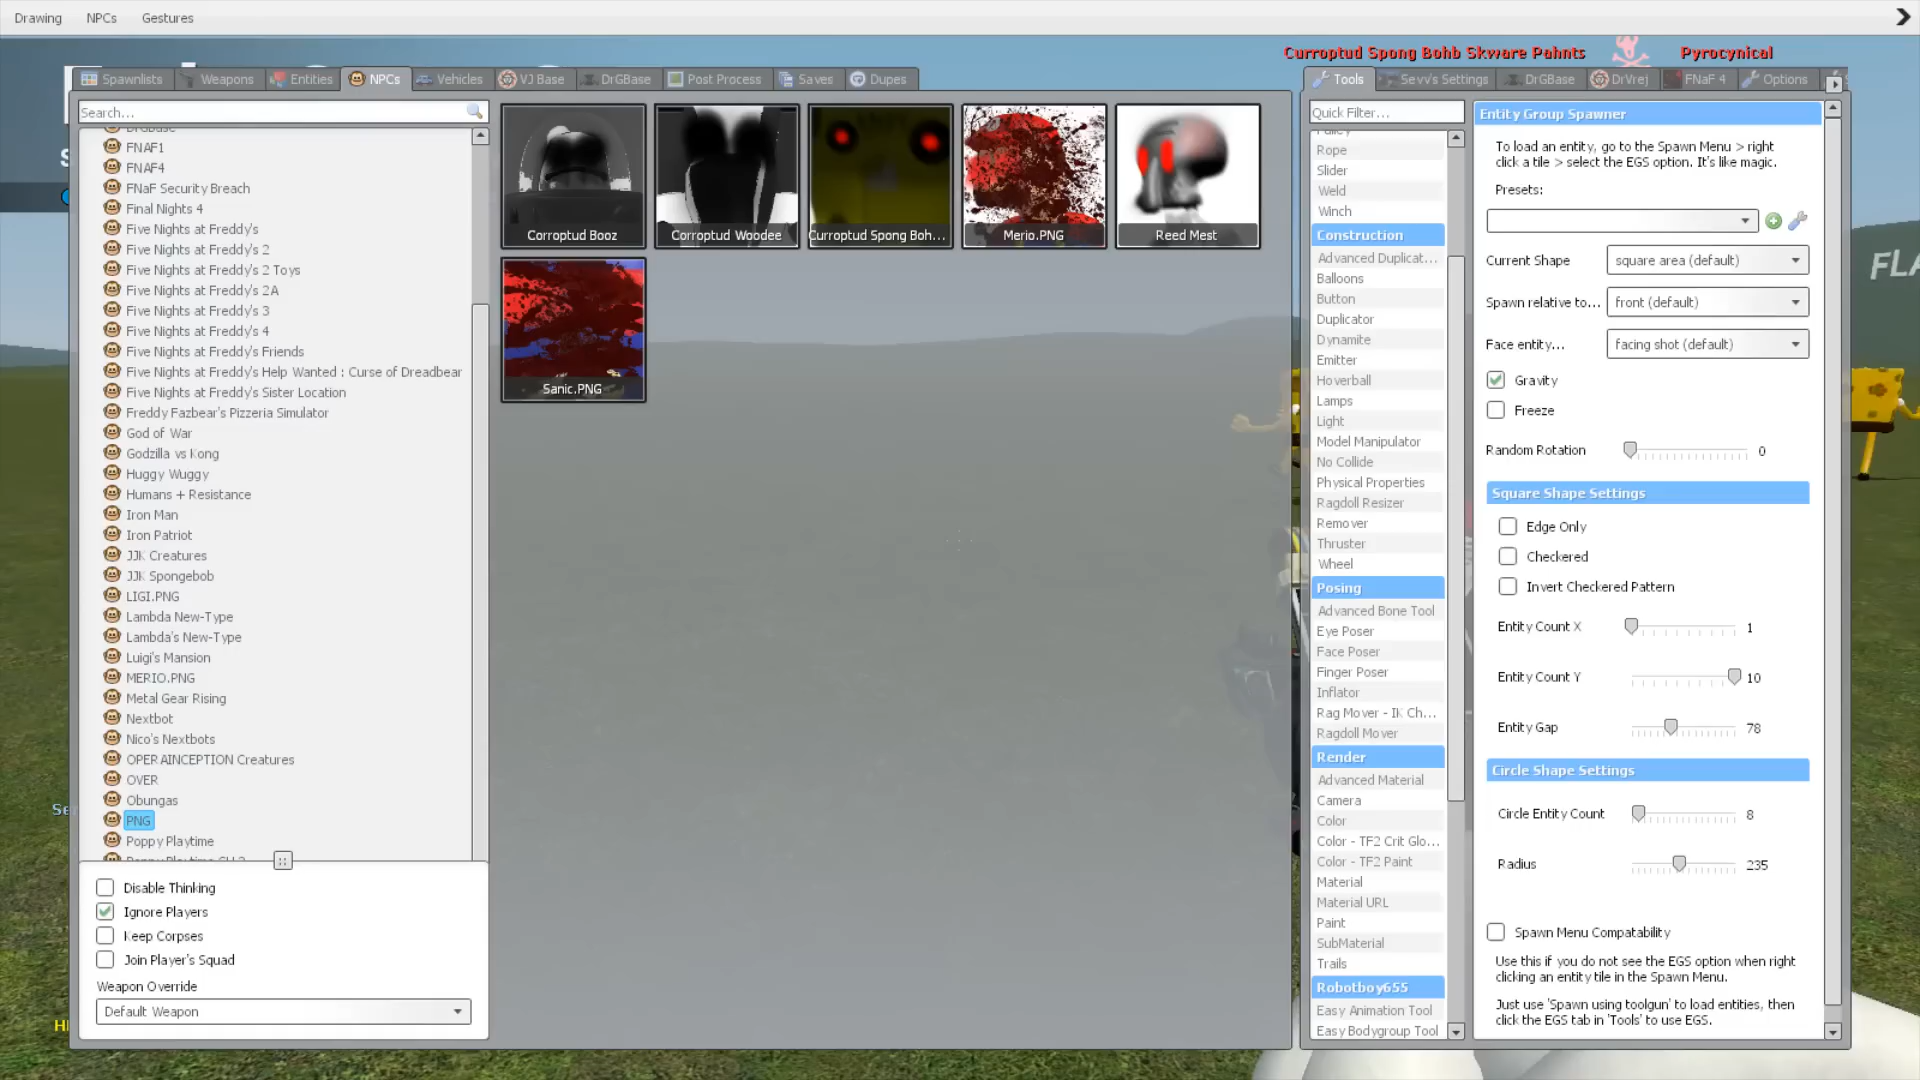 Drawing NPCs Gestures
Curroptud Spong Bohb Skware Pahnts Pyrocynical
Spawnlists Weapons Entities NPCs Vehicles VJ Base DrGBase Post Process Saves Dupes
Search...
DrGBase
FNAF1
FNAF4
FNaF Security Breach
Final Nights 4
Five Nights at Freddy's
Five Nights at Freddy's 2
Five Nights at Freddy's 2 Toys
Five Nights at Freddy's 2A
Five Nights at Freddy's 3
Five Nights at Freddy's 4
Five Nights at Freddy's Friends
Five Nights at Freddy's Help Wanted : Curse of Dreadbear
Five Nights at Freddy's Sister Location
Freddy Fazbear's Pizzeria Simulator
God of War
Godzilla vs Kong
Huggy Wuggy
Humans + Resistance
Iron Man
Iron Patriot
JJK Creatures
JJK Spongebob
LIGI.PNG
Lambda New-Type
Lambda's New-Type
Luigi's Mansion
MERIO.PNG
Metal Gear Rising
Nextbot
Nico's Nextbots
OPERAINCEPTION Creatures
OVER
Obungas
PNG
Poppy Playtime
Disable Thinking
Ignore Players
Keep Corpses
Join Player's Squad
Weapon Override
Default Weapon
Corroptud Booz
Corroptud Woodee
Curroptud Spong Boh...
Merio.PNG
Reed Mest
Sanic.PNG
Tools Sevv's Settings DrGBase DrVrej FNaF 4 Options
Quick Filter...
Pulley
Rope
Slider
Weld
Winch
Construction
Advanced Duplicat...
Balloons
Button
Duplicator
Dynamite
Emitter
Hoverball
Lamps
Light
Model Manipulator
No Collide
Physical Properties
Ragdoll Resizer
Remover
Thruster
Wheel
Posing
Advanced Bone Tool
Eye Poser
Face Poser
Finger Poser
Inflator
Rag Mover - IK Ch...
Ragdoll Mover
Render
Advanced Material
Camera
Color
Color - TF2 Crit Glo...
Color - TF2 Paint
Material
Material URL
Paint
SubMaterial
Trails
Robotboy655
Easy Animation Tool
Easy Bodygroup Tool
Entity Group Spawner
To load an entity, go to the Spawn Menu > right
click a tile > select the EGS option. It's like magic.
Presets:
Current Shape square area (default)
Spawn relative to... front (default)
Face entity... facing shot (default)
Gravity
Freeze
Random Rotation 0
Square Shape Settings
Edge Only
Checkered
Invert Checkered Pattern
Entity Count X 1
Entity Count Y 10
Entity Gap 78
Circle Shape Settings
Circle Entity Count 8
Radius 235
Spawn Menu Compatability
Use this if you do not see the EGS option when right
clicking an entity tile in the Spawn Menu.
Just use 'Spawn using toolgun' to load entities, then
click the EGS tab in 'Tools' to use EGS.
FLA
Ser